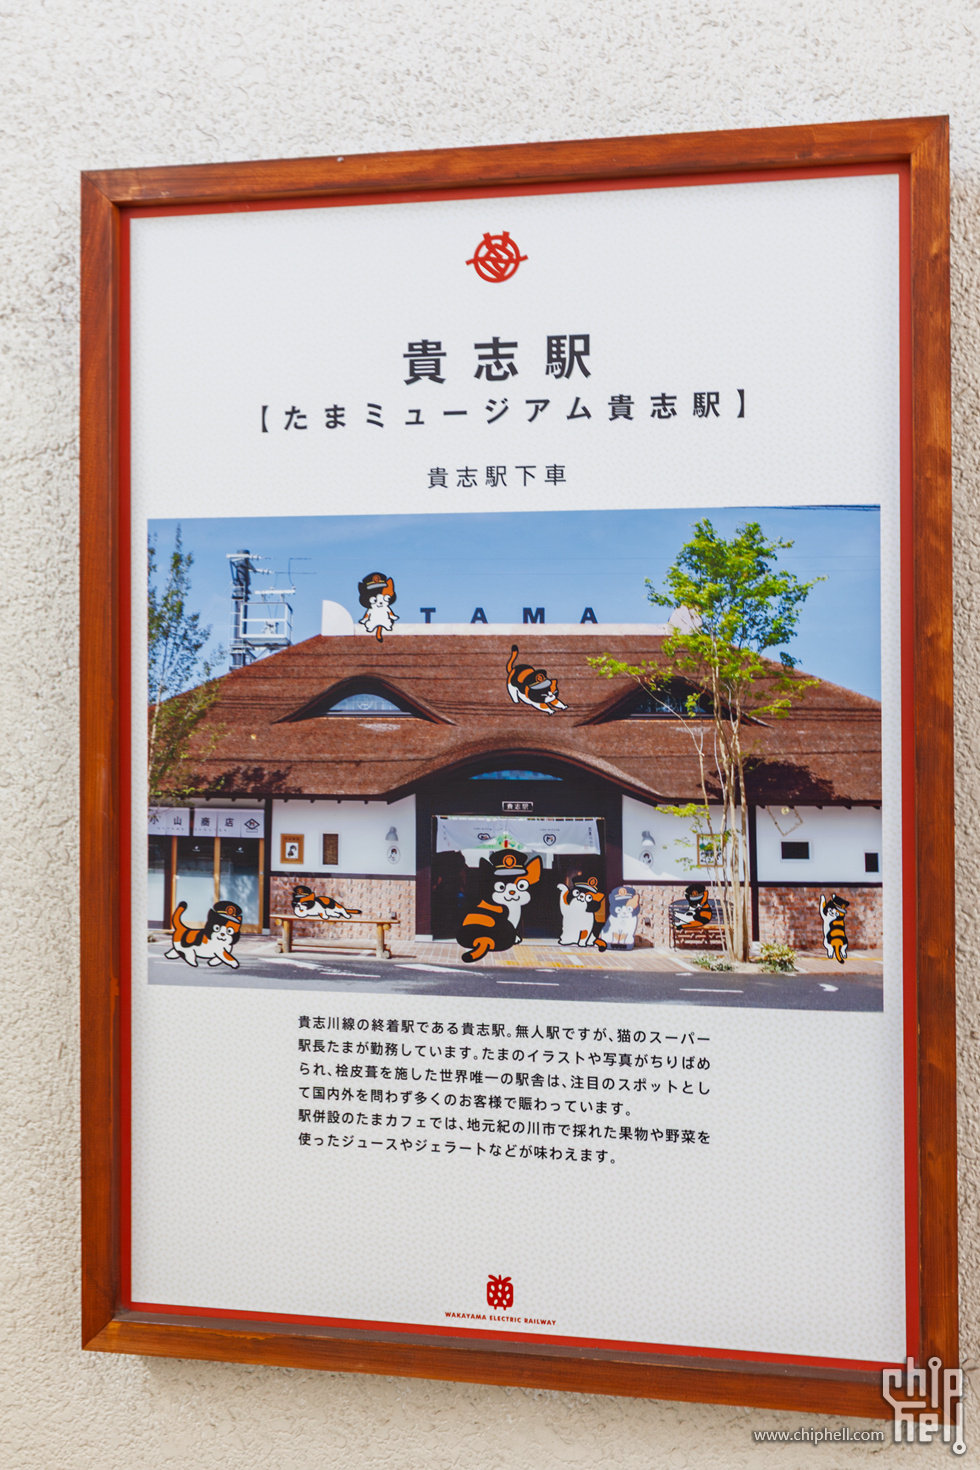 貴志駅
【たまミュージアム貴志駅】
貴志駅下車
TAMA
貴志駅
小山商店
貴志川線の終着駅である貴志駅。無人駅ですが、猫のスーパー
駅長たまが勤務しています。たまのイラストや写真がちりばめ
られ、桧皮葺を施した世界唯一の駅舎は、注目のスポットとし
て国内外を問わず多くのお客様で賑わっています。
駅併設のたまカフェでは、地元紀の川市で採れた果物や野菜を
使ったジュースやジェラートなどが味わえます。
WAKAYAMA ELECTRIC RAILWAY
chip
hell
www.chiphell.com